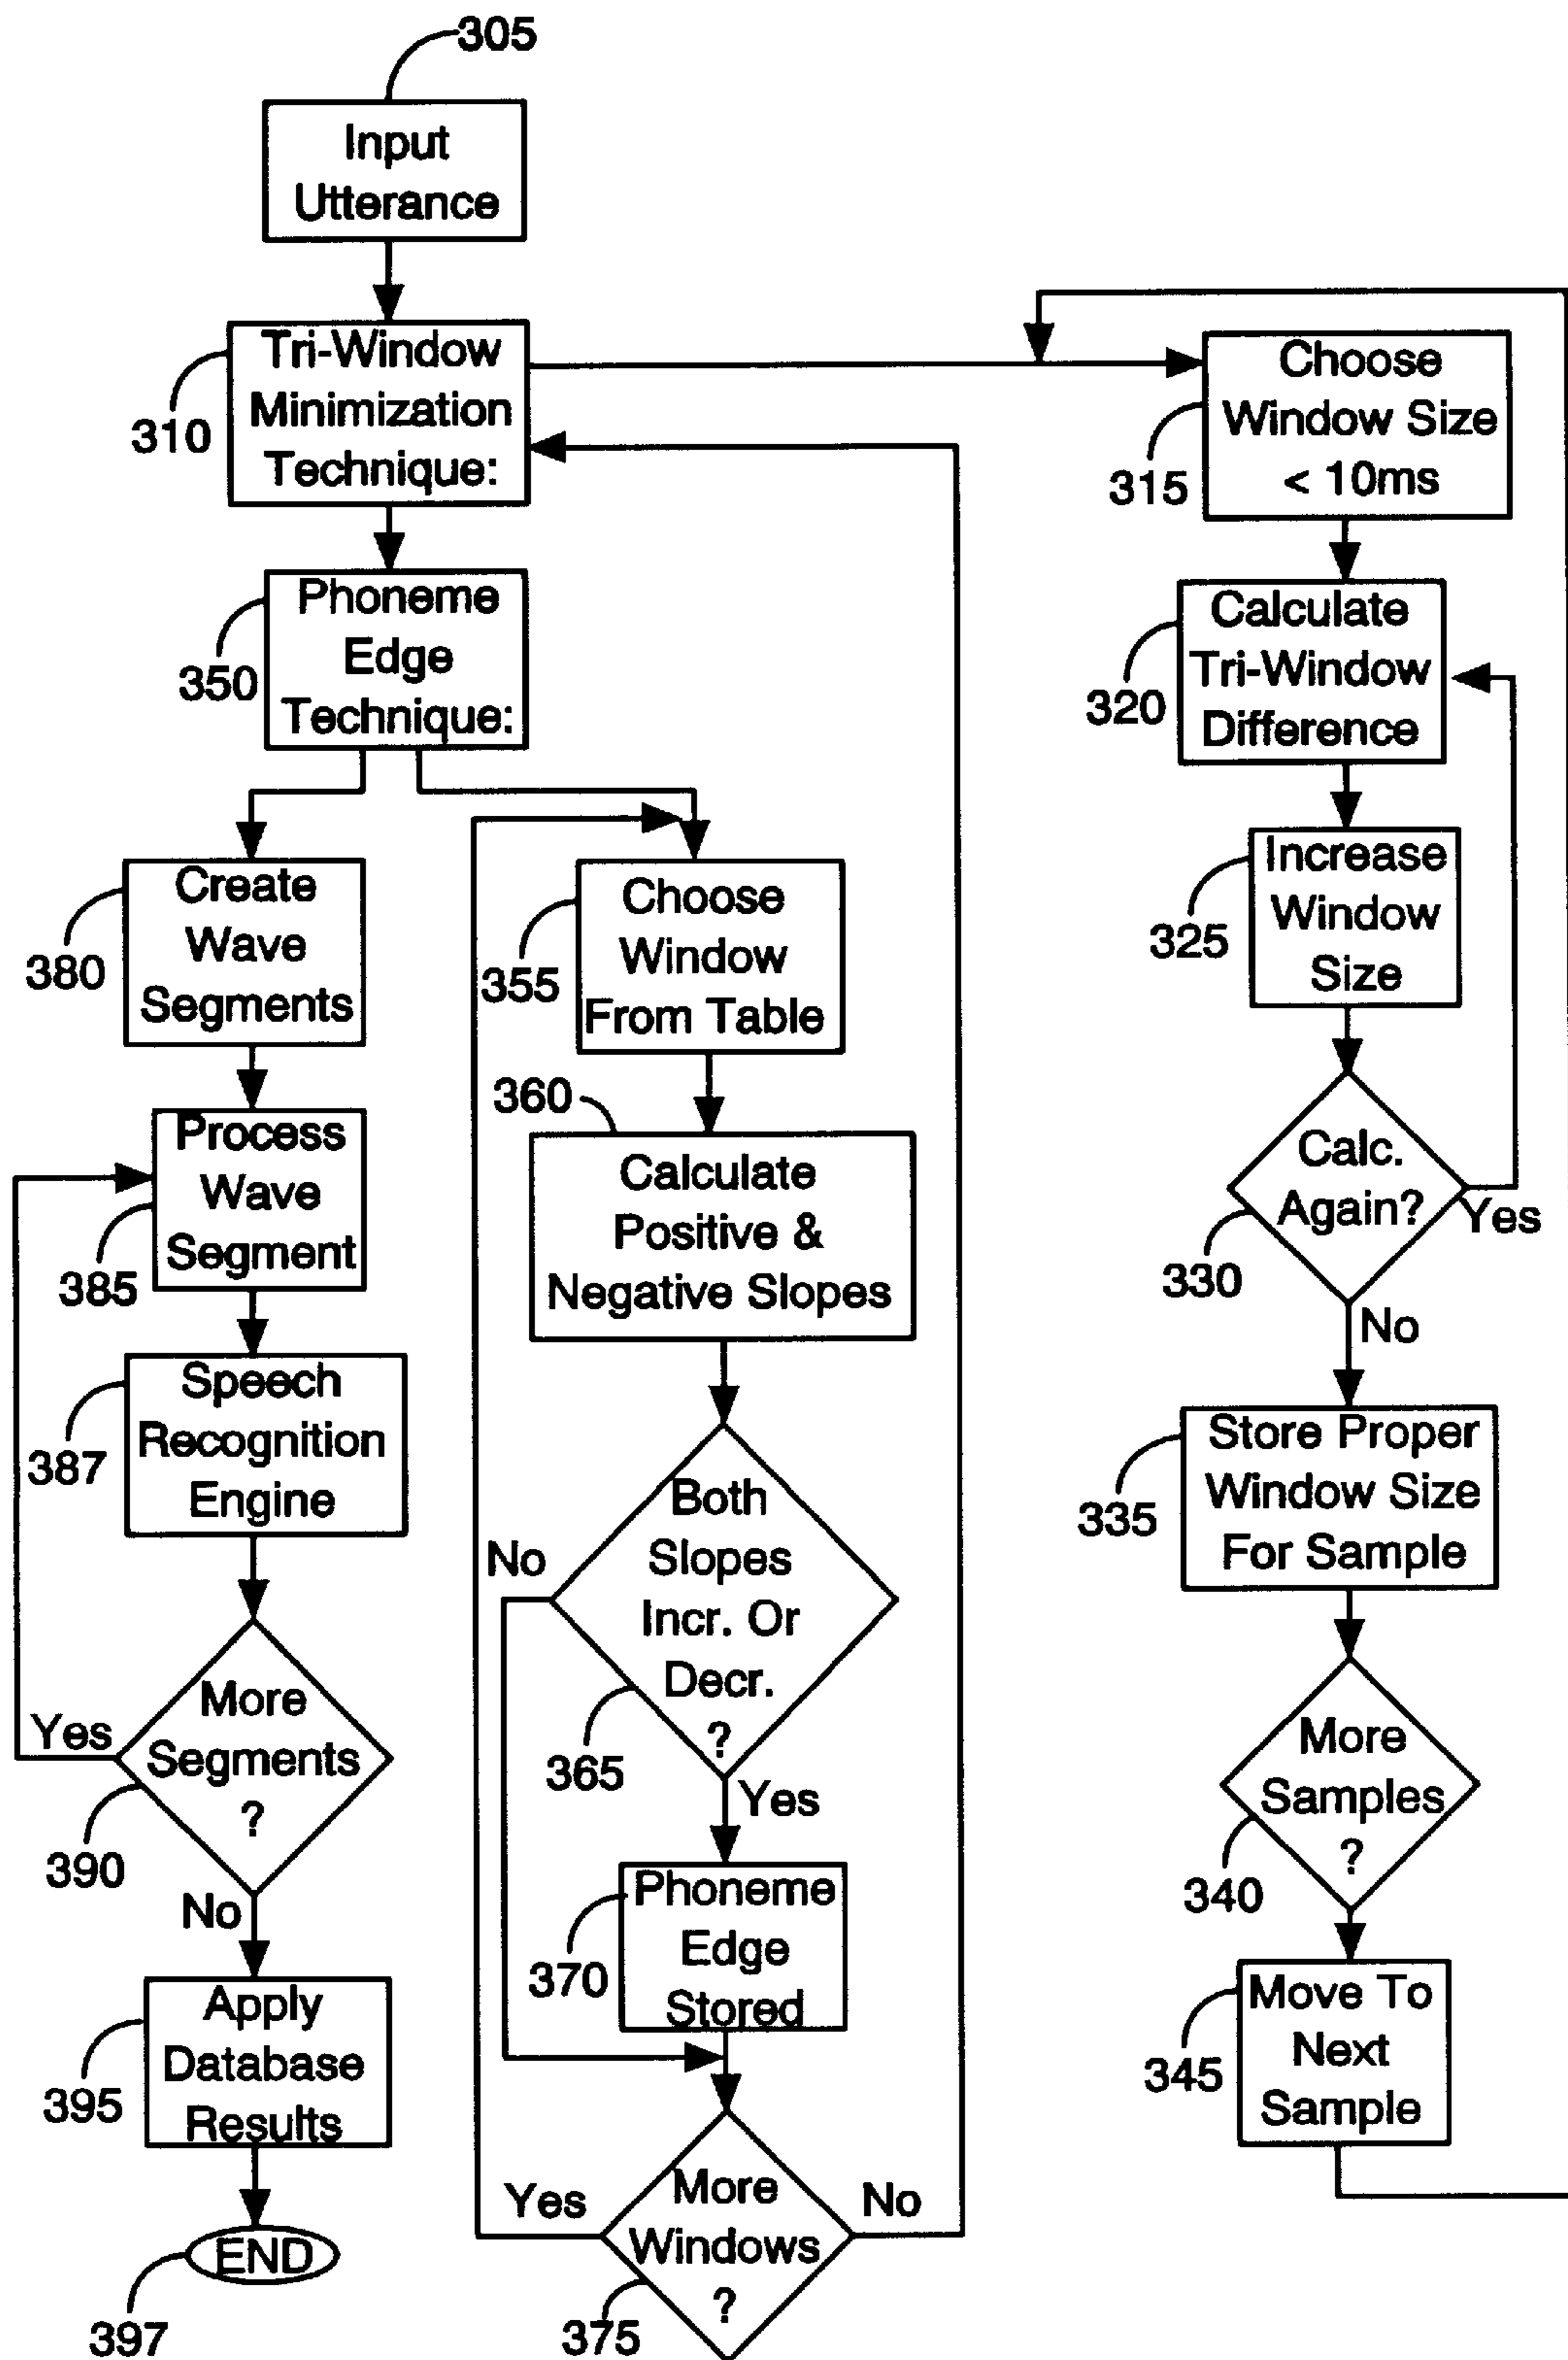 305
Input
Utterance
310
Tri-Window
Minimization
Technique:
350
Phoneme
Edge
Technique:
380
Create
Wave
Segments
385
Process
Wave
Segment
387
Speech
Recognition
Engine
390
More
Segments
?
Yes
No
395
Apply
Database
Results
397
END
355
Choose
Window
From Table
360
Calculate
Positive &
Negative Slopes
365
Both
Slopes
Incr. Or
Decr.
?
No
Yes
370
Phoneme
Edge
Stored
375
More
Windows
?
Yes
No
315
Choose
Window Size
< 10ms
320
Calculate
Tri-Window
Difference
325
Increase
Window
Size
330
Calc.
Again?
Yes
No
335
Store Proper
Window Size
For Sample
340
More
Samples
?
345
Move To
Next
Sample